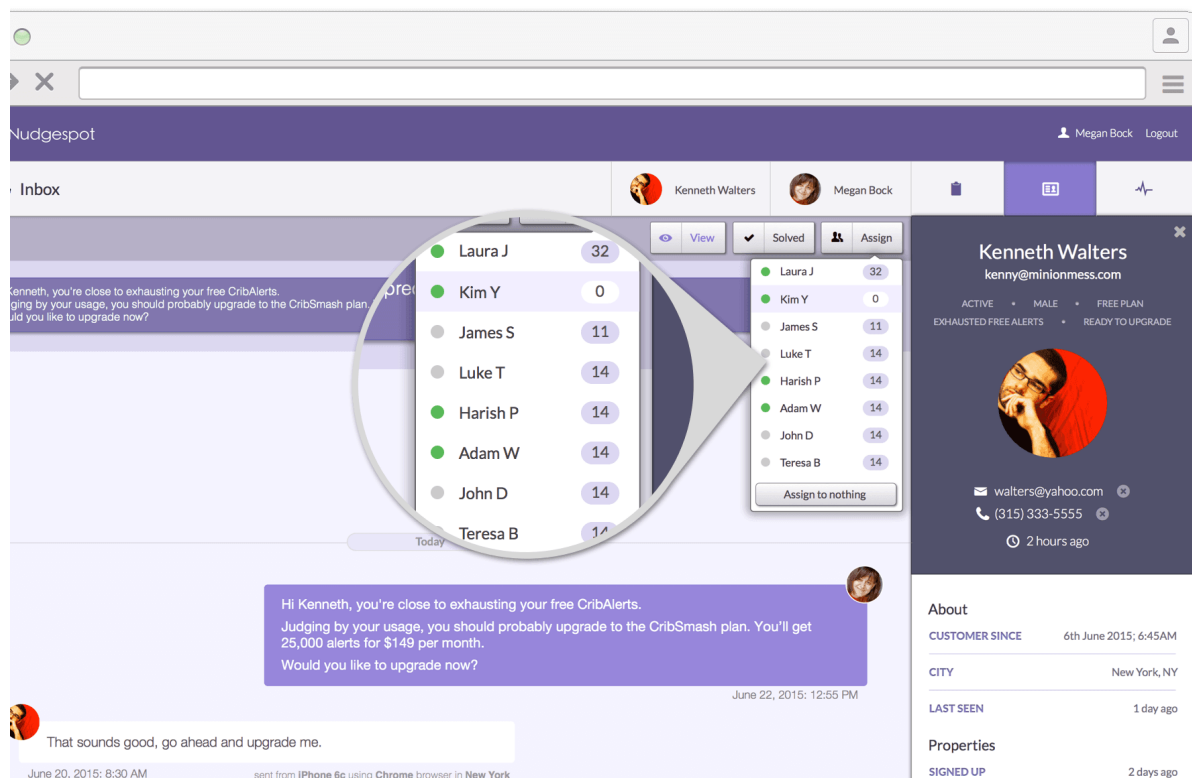 Nudgespot
Megan Bock Logout
Inbox
Kenneth Walters
Megan Bock
View
Solved
Assign
Kenneth, you're close to exhausting your free CribAlerts.
ging by your usage, you should probably upgrade to the CribSmash plan.
uld you like to upgrade now?
Laura J 32
Kim Y 0
James S 11
Luke T 14
Harish P 14
Adam W 14
John D 14
Teresa B 14
Laura J 32
Kim Y 0
James S 11
Luke T 14
Harish P 14
Adam W 14
John D 14
Teresa B 14
Assign to nothing
Kenneth Walters
kenny@minionmess.com
ACTIVE • MALE • FREE PLAN
EXHAUSTED FREE ALERTS • READY TO UPGRADE
walters@yahoo.com
(315) 333-5555
2 hours ago
Today
Hi Kenneth, you're close to exhausting your free CribAlerts.
Judging by your usage, you should probably upgrade to the CribSmash plan. You'll get
25,000 alerts for $149 per month.
Would you like to upgrade now?
June 22, 2015: 12:55 PM
That sounds good, go ahead and upgrade me.
June 20, 2015: 8:30 AM
sent from iPhone 6c using Chrome browser in New York
About
CUSTOMER SINCE 6th June 2015; 6:45AM
CITY New York, NY
LAST SEEN 1 day ago
Properties
SIGNED UP 2 days ago